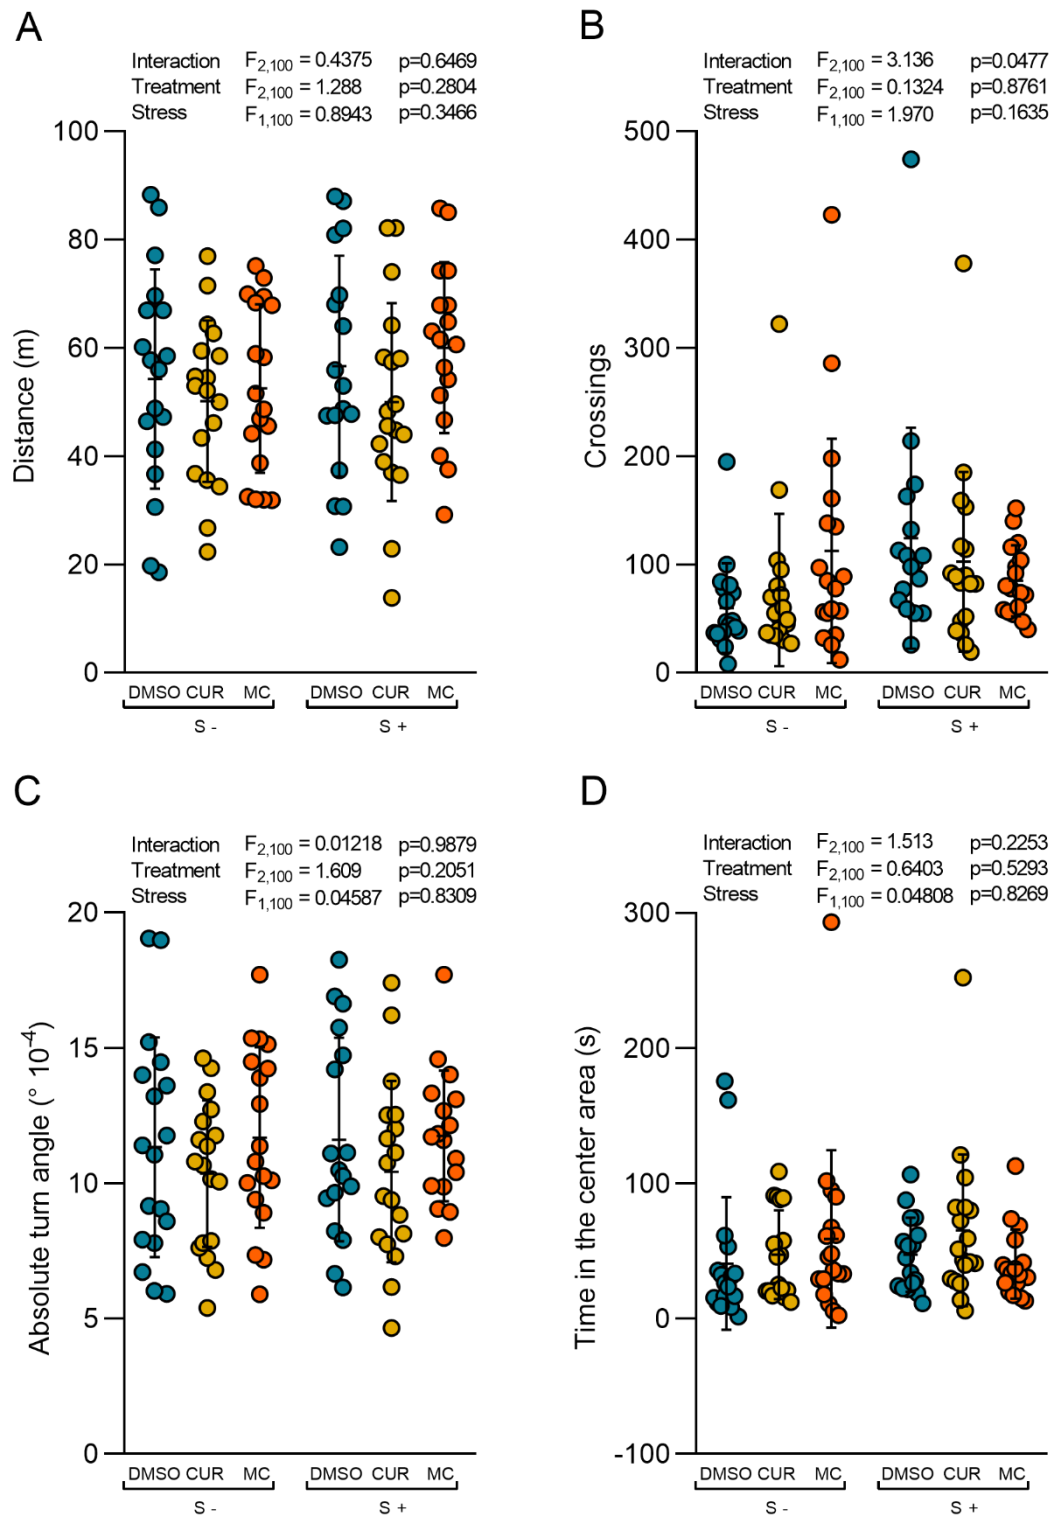 A
Interaction F2,100 = 0.4375 p=0.6469
Treatment F2,100 = 1.288 p=0.2804
Stress F1,100 = 0.8943 p=0.3466
100
80
60
40
20
0
Distance (m)
DMSO CUR MC DMSO CUR MC
S - S +
B
Interaction F2,100 = 3.136 p=0.0477
Treatment F2,100 = 0.1324 p=0.8761
Stress F1,100 = 1.970 p=0.1635
500
400
300
200
100
0
Crossings
DMSO CUR MC DMSO CUR MC
S - S +
C
Interaction F2,100 = 0.01218 p=0.9879
Treatment F2,100 = 1.609 p=0.2051
Stress F1,100 = 0.04587 p=0.8309
20
15
10
5
0
Absolute turn angle (° 10-4)
DMSO CUR MC DMSO CUR MC
S - S +
D
Interaction F2,100 = 1.513 p=0.2253
Treatment F2,100 = 0.6403 p=0.5293
Stress F1,100 = 0.04808 p=0.8269
300
200
100
0
-100
Time in the center area (s)
DMSO CUR MC DMSO CUR MC
S - S +